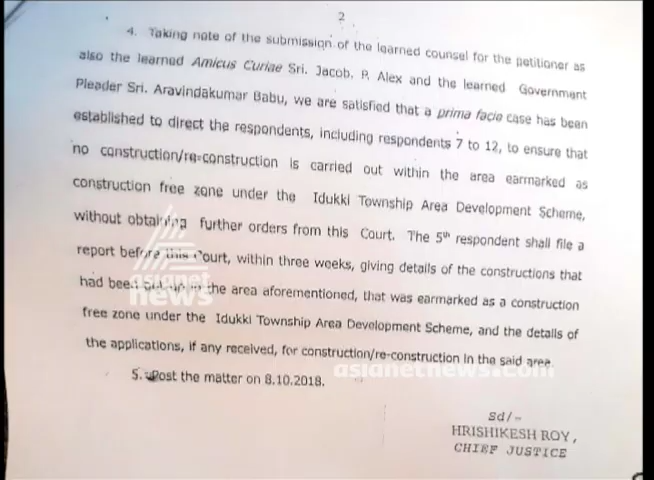 2
4. Taking note of the submission of the learned counsel for the petitioner as
also the learned Amicus Curiae Sri. Jacob. P. Alex and the learned Government
Pleader Sri. Aravindakumar Babu, we are satisfied that a prima facie case has been
established to direct the respondents, including respondents 7 to 12, to ensure that
no construction/re-construction is carried out within the area earmarked as
construction free zone under the Idukki Township Area Development Scheme,
without obtaining further orders from this Court. The 5th respondent shall file a
report before this Court, within three weeks, giving details of the constructions that
had been put up in the area aforementioned, that was earmarked as a construction
free zone under the Idukki Township Area Development Scheme, and the details of
the applications, if any received, for construction/re-construction in the said area.
5. Post the matter on 8.10.2018.
Sd/-
HRISHIKESH ROY,
CHIEF JUSTICE
asianet
news
asianetnews.com